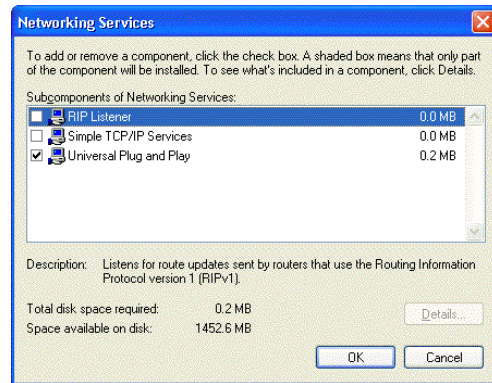 Networking Services
To add or remove a component, click the check box. A shaded box means that only part
of the component will be installed. To see what's included in a component, click Details.
Subcomponents of Networking Services:
RIP Listener 0.0 MB
Simple TCP/IP Services 0.0 MB
Universal Plug and Play 0.2 MB
Description: Listens for route updates sent by routers that use the Routing Information
Protocol version 1 (RIPv1).
Total disk space required: 0.2 MB
Space available on disk: 1452.6 MB
Details...
OK Cancel